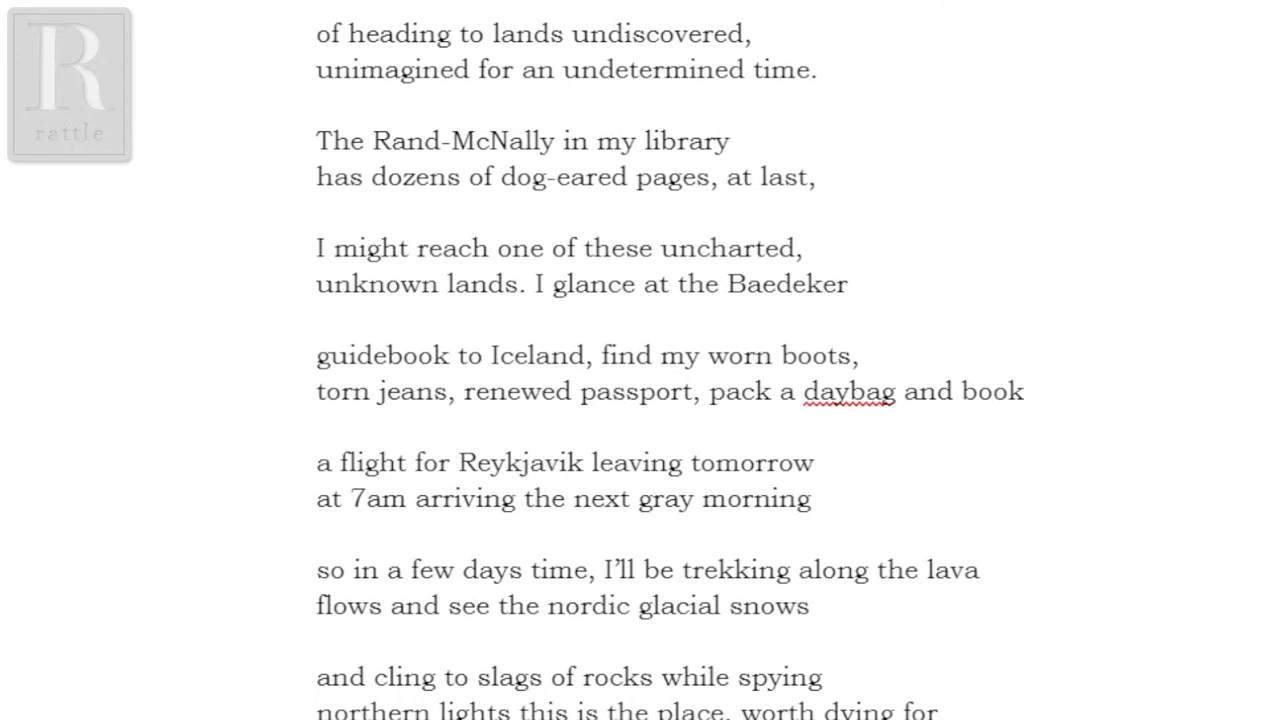 R
rattle
of heading to lands undiscovered,
unimagined for an undetermined time.
The Rand-McNally in my library
has dozens of dog-eared pages, at last,
I might reach one of these uncharted,
unknown lands. I glance at the Baedeker
guidebook to Iceland, find my worn boots,
torn jeans, renewed passport, pack a daybag and book
a flight for Reykjavik leaving tomorrow
at 7am arriving the next gray morning
so in a few days time, I’ll be trekking along the lava
flows and see the nordic glacial snows
and cling to slags of rocks while spying
northern lights this is the place, worth dying for